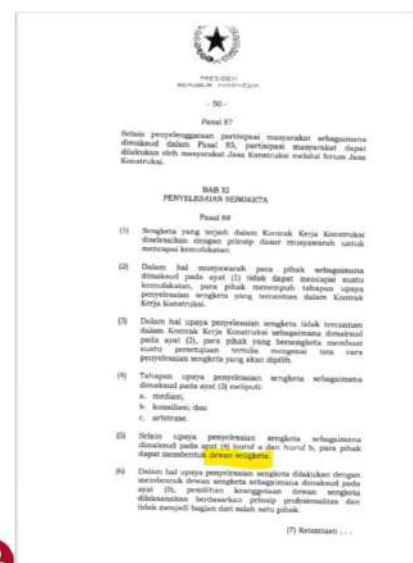 PRESIDEN
REPUBLIK INDONESIA
- 50 -
Pasal 87
Selain penyelenggaraan partisipasi masyarakat sebagaimana
dimaksud dalam Pasal 85, partisipasi masyarakat dapat
dilakukan oleh masyarakat Jasa Konstruksi melalui forum Jasa
Konstruksi.
BAB XI
PENYELESAIAN SENGKETA
Pasal 88
(1) Sengketa yang terjadi dalam Kontrak Kerja Konstruksi
diselesaikan dengan prinsip dasar musyawarah untuk
mencapai kemufakatan.
(2) Dalam hal musyawarah para pihak sebagaimana
dimaksud pada ayat (1) tidak dapat mencapai suatu
kemufakatan, para pihak menempuh tahapan upaya
penyelesaian sengketa yang tercantum dalam Kontrak
Kerja Konstruksi.
(3) Dalam hal upaya penyelesaian sengketa tidak tercantum
dalam Kontrak Kerja Konstruksi sebagaimana dimaksud
pada ayat (2), para pihak yang bersengketa membuat
suatu persetujuan tertulis mengenai tata cara
penyelesaian sengketa yang akan dipilih.
(4) Tahapan upaya penyelesaian sengketa sebagaimana
dimaksud pada ayat (2) meliputi:
a. mediasi;
b. konsiliasi; dan
c. arbitrase.
(5) Selain upaya penyelesaian sengketa sebagaimana
dimaksud pada ayat (4) huruf a dan huruf b, para pihak
dapat membentuk dewan sengketa.
(6) Dalam hal upaya penyelesaian sengketa dilakukan dengan
membentuk dewan sengketa sebagaimana dimaksud pada
ayat (5), pemilihan keanggotaan dewan sengketa
dilaksanakan berdasarkan prinsip profesionalitas dan
tidak menjadi bagian dari salah satu pihak.
(7) Ketentuan . . .